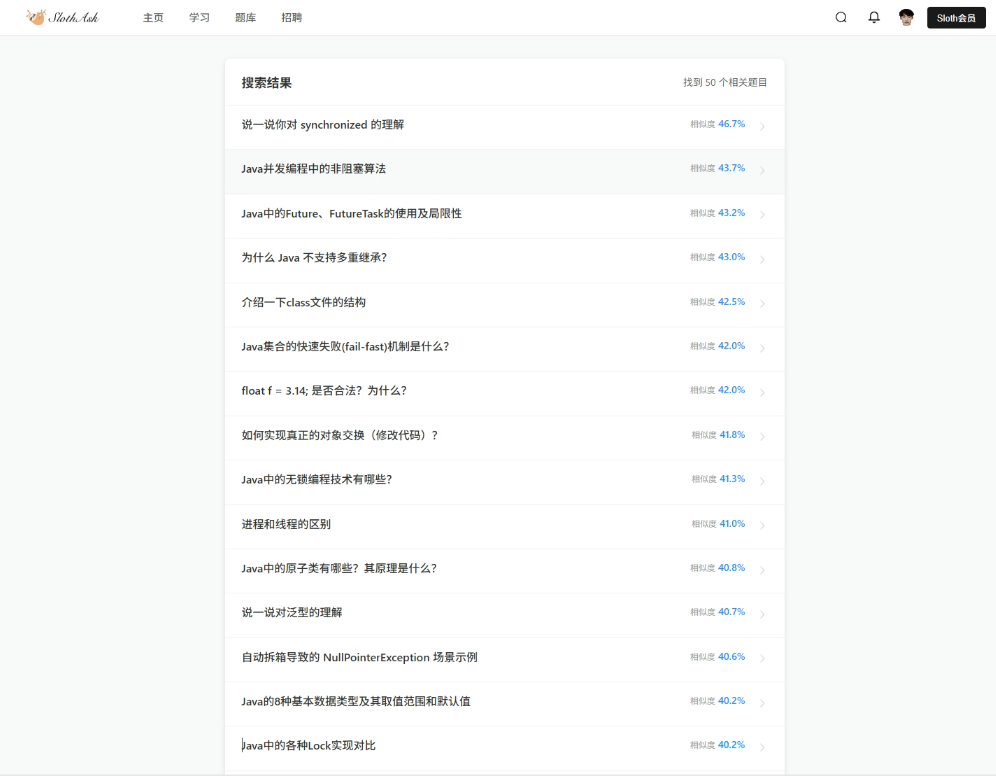 SlothAsk 主页 学习 题库 招聘 Sloth会员
搜索结果 找到 50 个相关题目
说一说你对 synchronized 的理解 相似度 46.7%
Java并发编程中的非阻塞算法 相似度 43.7%
Java中的Future、FutureTask的使用及局限性 相似度 43.2%
为什么 Java 不支持多重继承? 相似度 43.0%
介绍一下class文件的结构 相似度 42.5%
Java集合的快速失败(fail-fast)机制是什么? 相似度 42.0%
float f = 3.14; 是否合法？为什么? 相似度 42.0%
如何实现真正的对象交换（修改代码）? 相似度 41.8%
Java中的无锁编程技术有哪些? 相似度 41.3%
进程和线程的区别 相似度 41.0%
Java中的原子类有哪些？其原理是什么? 相似度 40.8%
说一说对泛型的理解 相似度 40.7%
自动拆箱导致的 NullPointerException 场景示例 相似度 40.6%
Java的8种基本数据类型及其取值范围和默认值 相似度 40.2%
Java中的各种Lock实现对比 相似度 40.2%